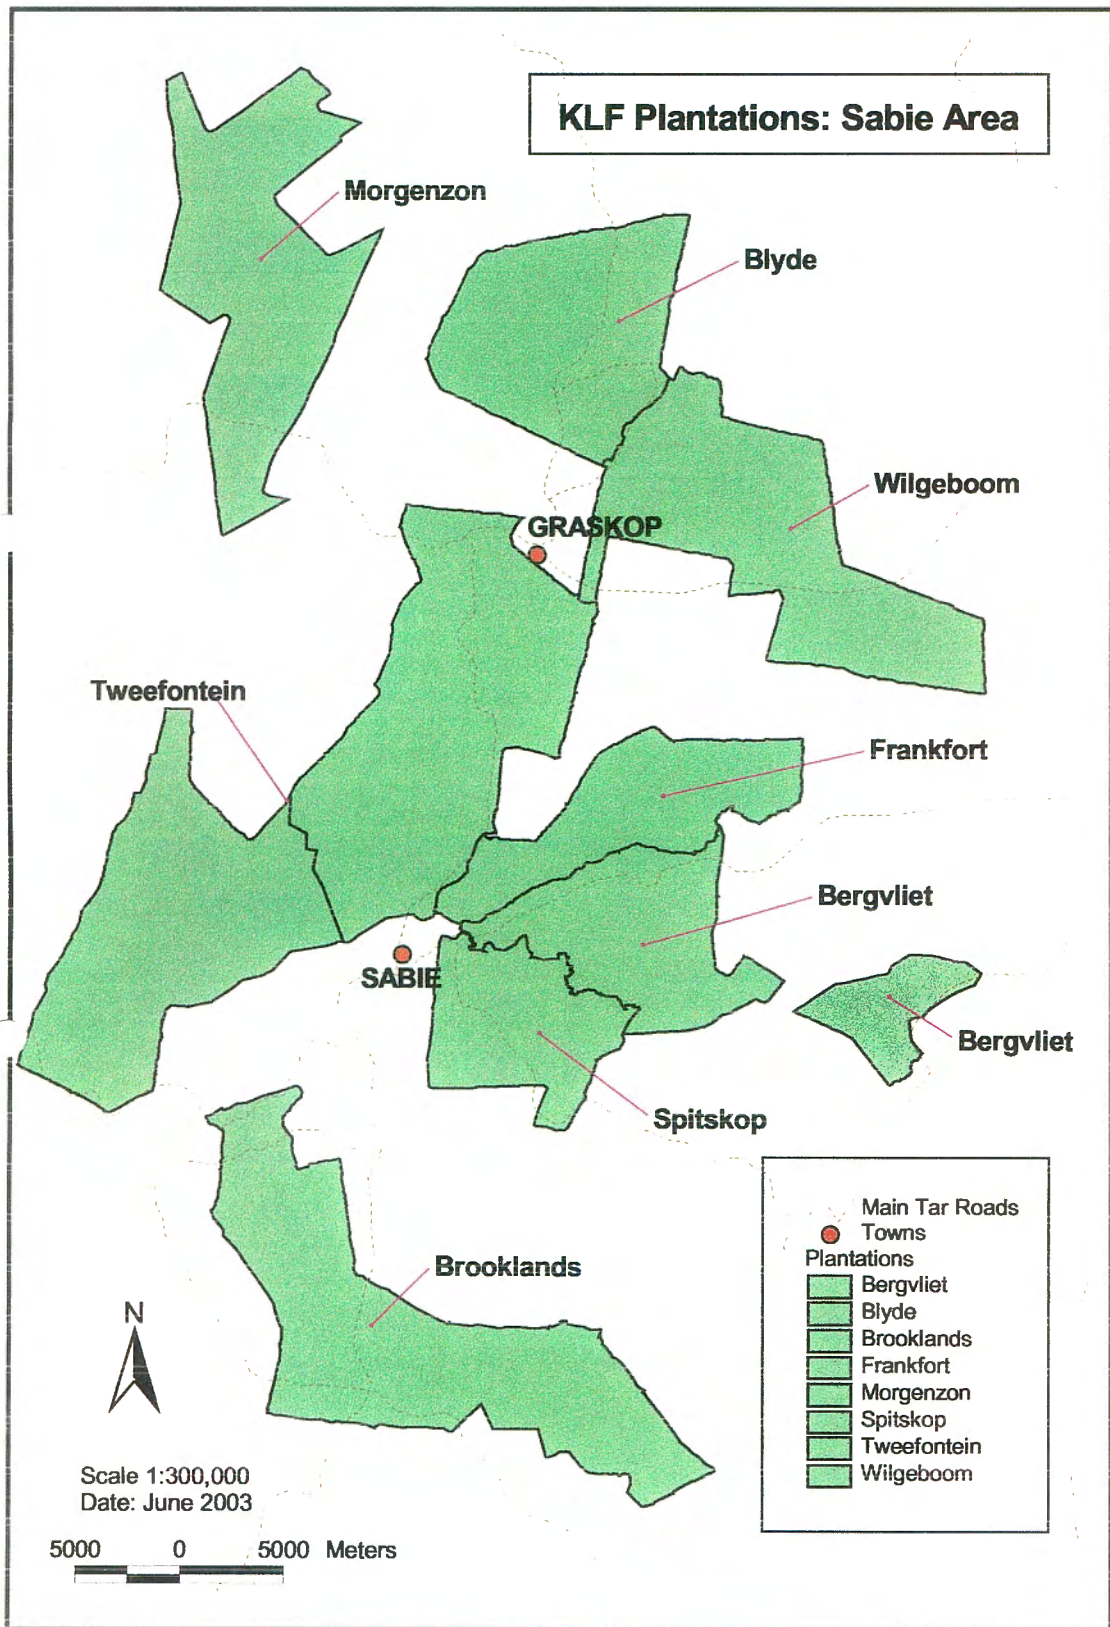 KLF Plantations: Sabie Area
Morgenzon
Blyde
Wilgeboom
GRASKOP
Tweefontein
Frankfort
Bergvliet
SABIE
Bergvliet
Spitskop
Brooklands
Main Tar Roads
Towns
Plantations
Bergvliet
Blyde
Brooklands
Frankfort
Morgenzon
Spitskop
Tweefontein
Wilgeboom
N
Scale 1:300,000
Date: June 2003
5000 0 5000 Meters